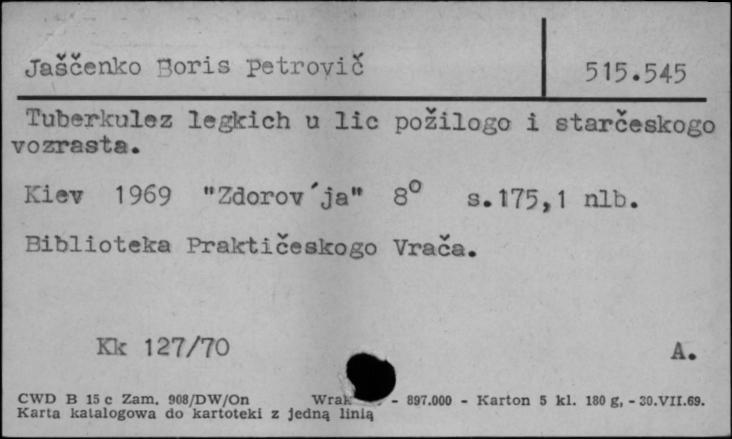 Jaščenko Boris Petrovič
515.545
Tuberkulez legkich u lic požilogo i starčeskogo
vozrasta.
Kiev 1969 "Zdorov´ja" 8° s.175,1 nlb.
Biblioteka Praktičeskogo Vrača.
Kk 127/70
A.
CWD B 15 c Zam. 908/DW/On - 897.000 - Karton 5 kl. 180 g, - 30.VII.69.
Karta katalogowa do kartoteki z jedną linią